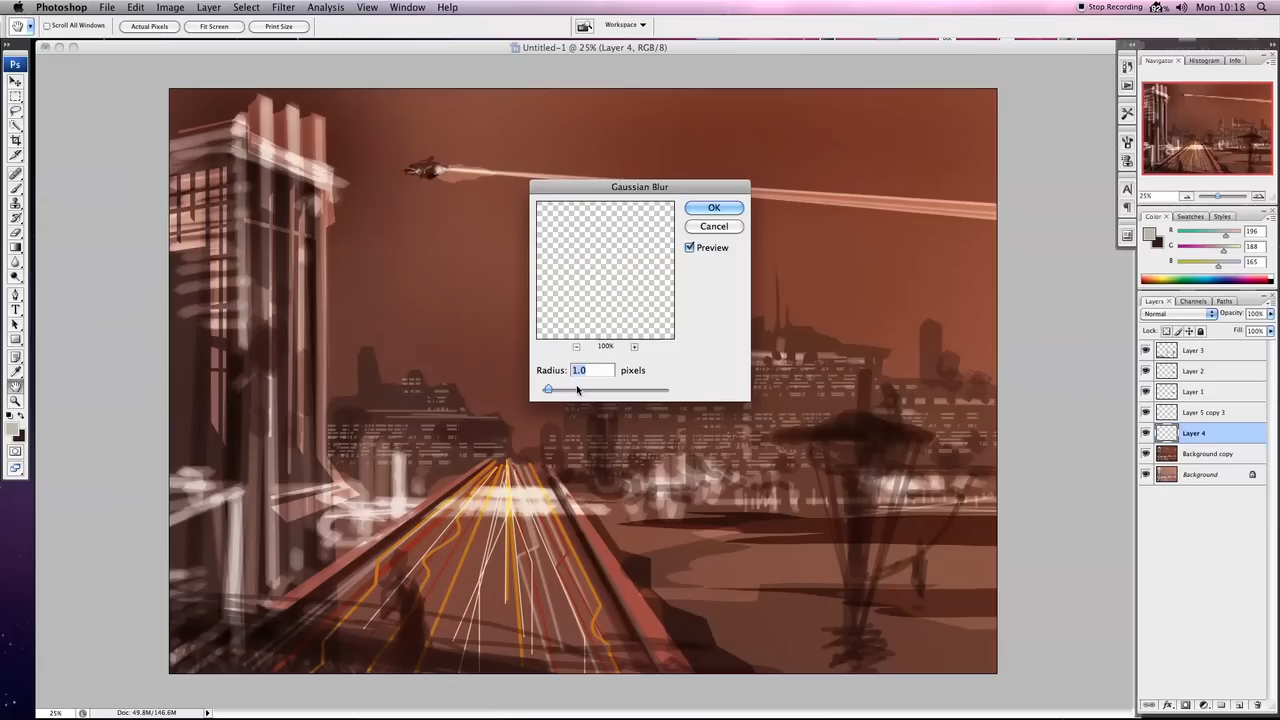 Photoshop File Edit Image Layer Select Filter Analysis View Window Help Stop Recording Mon 10:18
Scroll All Windows Actual Pixels Fit Screen Print Size Workspace
Untitled-1 @ 25% (Layer 4, RGB/8)
Ps
Navigator Histogram Info
25%
Color Swatches Styles
R 196
G 188
B 165
Layers Channels Paths
Normal Opacity: 100%
Lock: Fill: 100%
Layer 3
Layer 2
Layer 1
Layer 5 copy 3
Layer 4
Background copy
Background
Gaussian Blur
OK
Cancel
Preview
100%
Radius: 1.0 pixels
25% Doc: 49.8M/146.6M